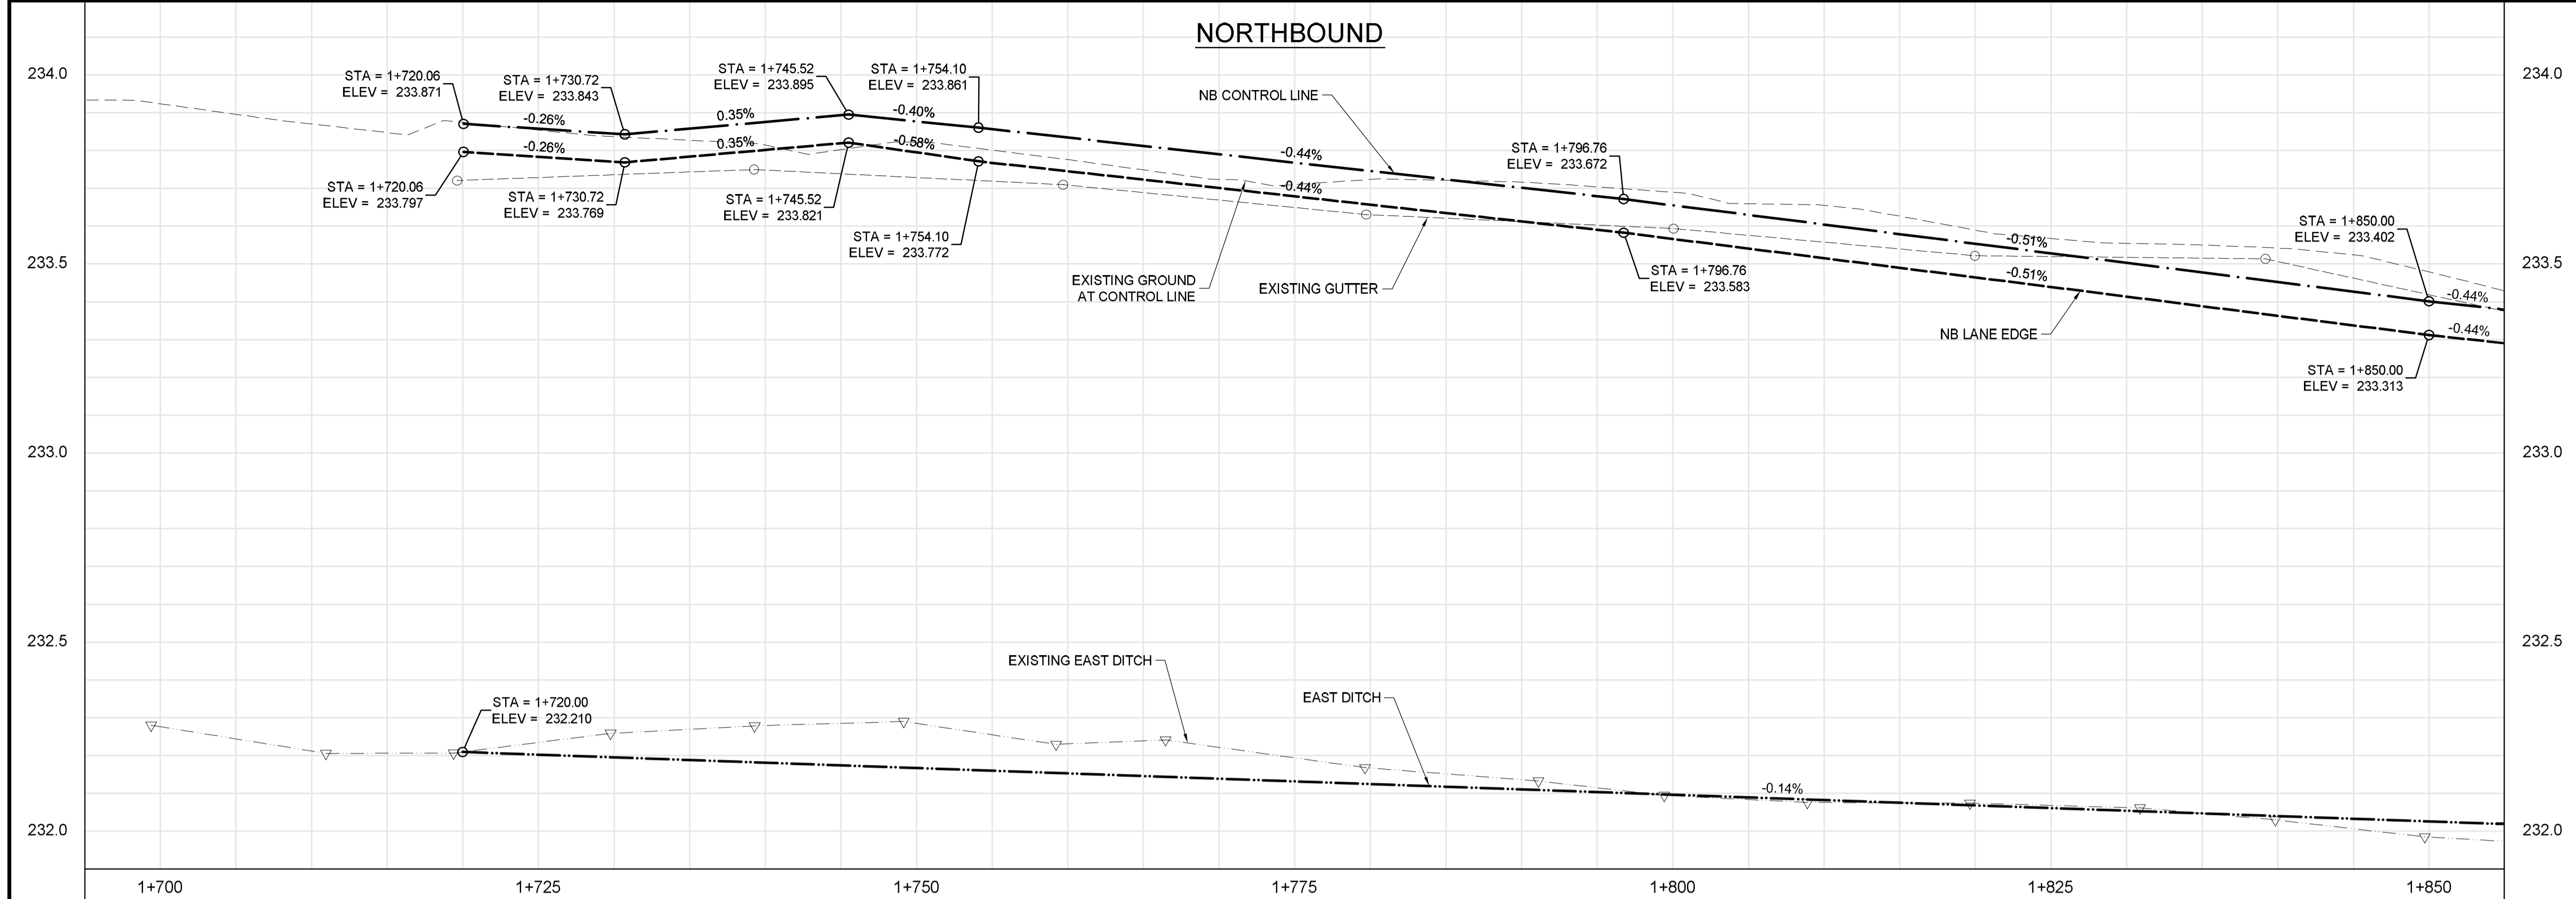 NORTHBOUND
234.0
234.0
STA = 1+720.06
ELEV = 233.871
STA = 1+730.72
ELEV = 233.843
STA = 1+745.52
ELEV = 233.895
STA = 1+754.10
ELEV = 233.861
NB CONTROL LINE
-0.26%
0.35%
-0.40%
-0.26%
0.35%
-0.58%
-0.44%
STA = 1+796.76
ELEV = 233.672
-0.44%
STA = 1+720.06
ELEV = 233.797
STA = 1+730.72
ELEV = 233.769
STA = 1+745.52
ELEV = 233.821
STA = 1+754.10
ELEV = 233.772
STA = 1+850.00
ELEV = 233.402
-0.51%
233.5
233.5
EXISTING GROUND
AT CONTROL LINE
EXISTING GUTTER
STA = 1+796.76
ELEV = 233.583
-0.51%
-0.44%
NB LANE EDGE
-0.44%
STA = 1+850.00
ELEV = 233.313
233.0
233.0
232.5
232.5
EXISTING EAST DITCH
EAST DITCH
STA = 1+720.00
ELEV = 232.210
-0.14%
232.0
232.0
1+700
1+725
1+750
1+775
1+800
1+825
1+850